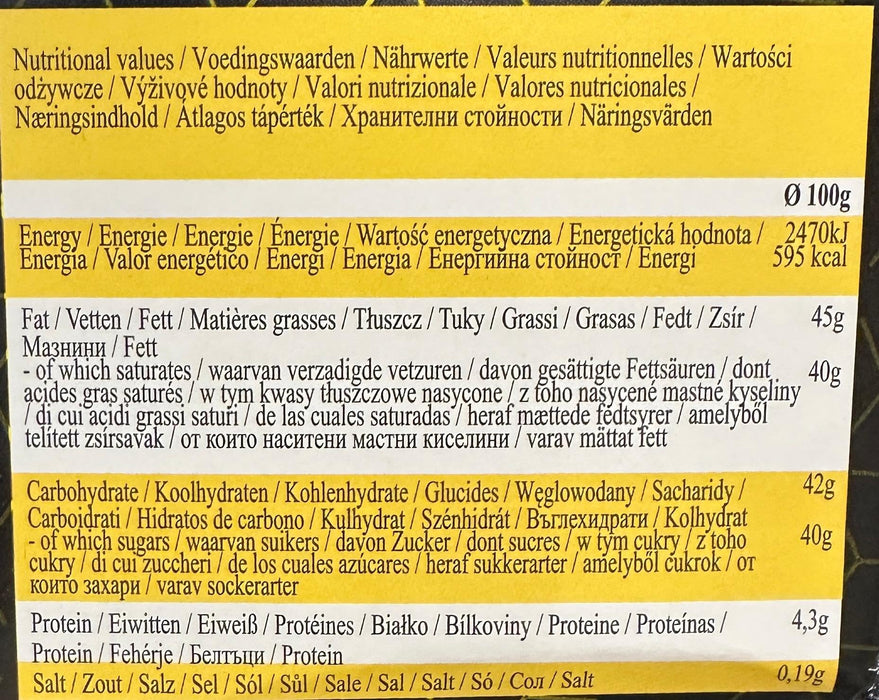 Nutritional values / Voedingswaarden / Nährwerte / Valeurs nutritionnelles / Wartości
odżywcze / Výživové hodnoty / Valori nutrizionale / Valores nutricionales /
Næringsindhold / Átlagos tápérték / Хранителни стойности / Näringsvärden
Ø 100g
Energy / Energie / Energie / Énergie / Wartość energetyczna / Energetická hodnota / 2470kJ
Energía / Valor energético / Energi / Energia / Енергийна стойност / Energi 595 kcal
Fat / Vetten / Fett / Matières grasses / Tłuszcz / Tuky / Grassi / Grasas / Fedt / Zsír / 45g
Мазнини / Fett
- of which saturates / waarvan verzadigde vetzuren / davon gesättigte Fettsäuren / dont 40g
acides gras saturés / w tym kwasy tłuszczowe nasycone / z toho nasycené mastné kyseliny
/ di cui acidi grassi saturi / de las cuales saturadas / heraf mættede fedtsyrer / amelyből
telített zsírsavak / от които наситени мастни киселини / varav mättat fett
Carbohydrate / Koolhydraten / Kohlenhydrate / Glucides / Węglowodany / Sacharidy / 42g
Carboidrati / Hidratos de carbono / Kulhydrat / Szénhidrát / Въглехидрати / Kolhydrat
- of which sugars / waarvan suikers / davon Zucker / dont sucres / w tym cukry / z toho 40g
cukry / di cui zuccheri / de los cuales azúcares / heraf sukkerarter / amelyből cukrok / от
които захари / varav sockerarter
Protein / Eiwitten / Eiweiß / Protéines / Białko / Bílkoviny / Proteine / Proteínas / 4,3g
Protein / Fehérje / Белтъци / Protein
Salt / Zout / Salz / Sel / Sól / Sůl / Sale / Sal / Salt / Só / Сол / Salt 0,19g